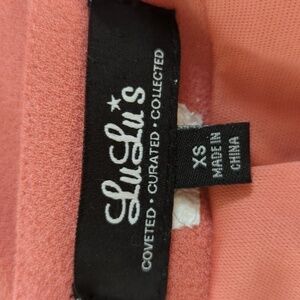 LuLu's
COVETED • CURATED • COLLECTED
XS
MADE IN
CHINA